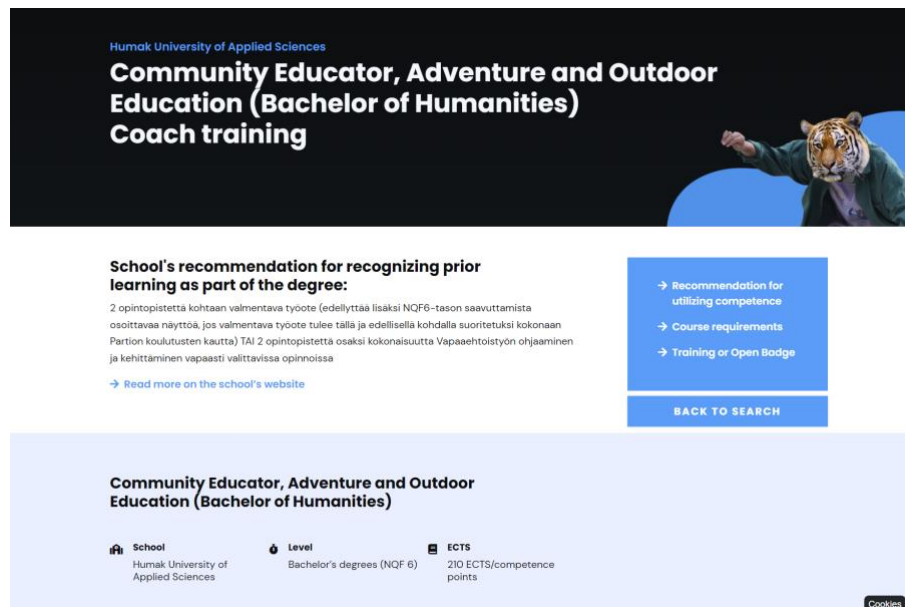 Humak University of Applied Sciences
Community Educator, Adventure and Outdoor
Education (Bachelor of Humanities)
Coach training
School's recommendation for recognizing prior
learning as part of the degree:
2 opintopistettä kohtaan valmentava työote (edellyttää lisäksi NQF6-tason saavuttamista
osoittavaa näyttöä, jos valmentava työote tulee tällä ja edellisellä kohdalla suoritetuksi kokonaan
Partion koulutusten kautta) TAI 2 opintopistettä osaksi kokonaisuutta Vapaaehtoistyön ohjaaminen
ja kehittäminen vapaasti valittavissa opinnoissa
→ Read more on the school's website
→ Recommendation for
utilizing competence
→ Course requirements
→ Training or Open Badge
BACK TO SEARCH
Community Educator, Adventure and Outdoor
Education (Bachelor of Humanities)
School
Humak University of
Applied Sciences
Level
Bachelor's degrees (NQF 6)
ECTS
210 ECTS/competence
points
Cookies